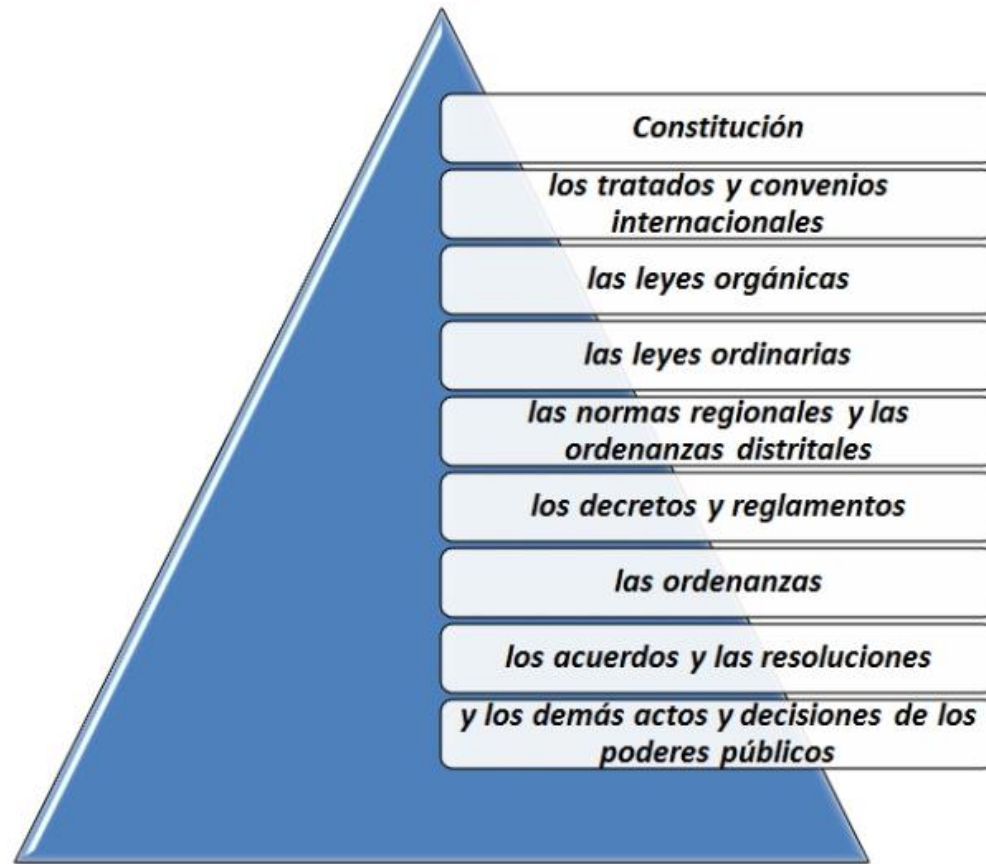 Constitución
los tratados y convenios
internacionales
las leyes orgánicas
las leyes ordinarias
las normas regionales y las
ordenanzas distritales
los decretos y reglamentos
las ordenanzas
los acuerdos y las resoluciones
y los demás actos y decisiones de los
poderes públicos